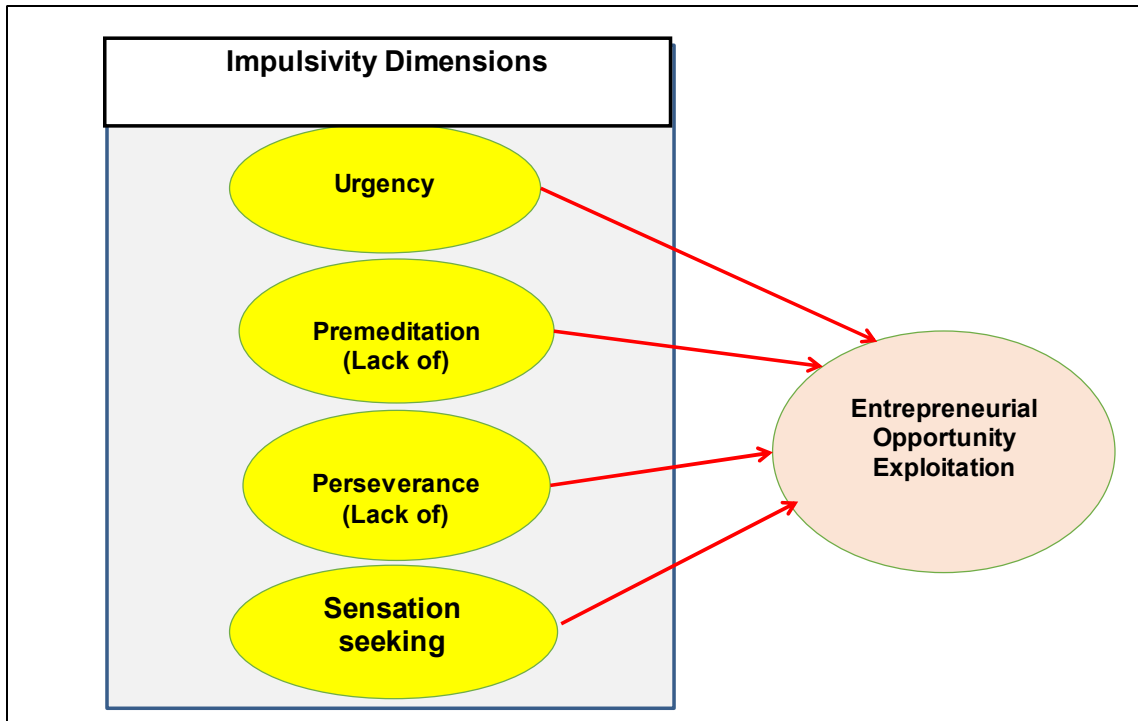 Impulsivity Dimensions
Urgency
Premeditation
(Lack of)
Perseverance
(Lack of)
Sensation
seeking
Entrepreneurial
Opportunity
Exploitation